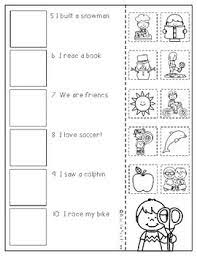 5. I built a snowman
6. I read a book
7. We are friends
8. I love soccer!
9. I saw a dolphin
10. I race my bike